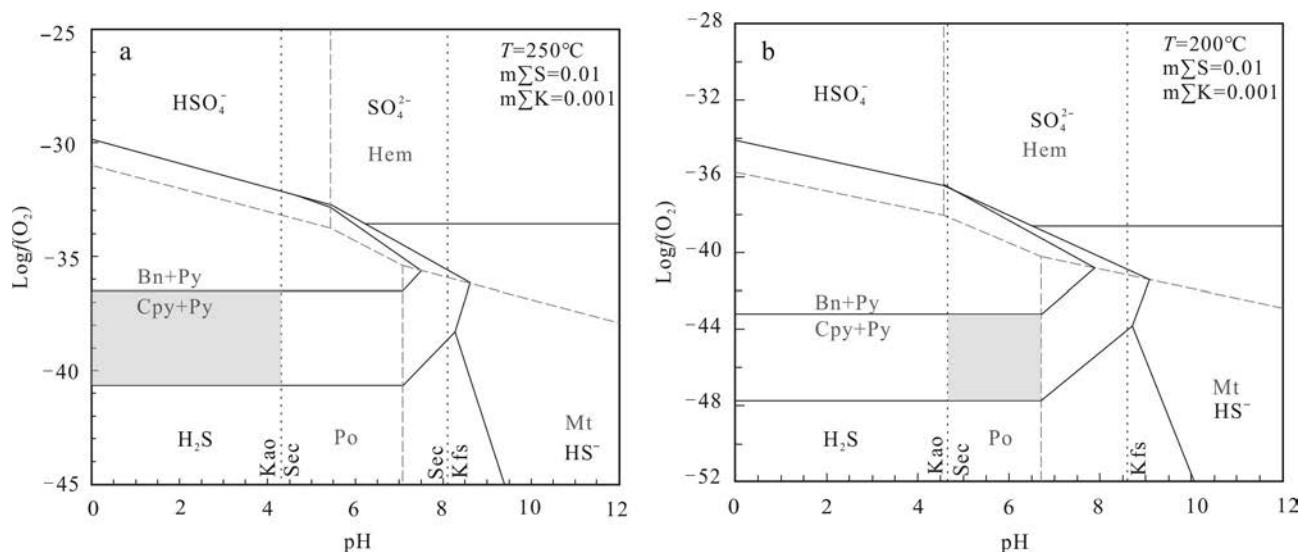 a
T=250℃
m∑S=0.01
m∑K=0.001
HSO₄⁻
SO₄²⁻
Hem
Bn+Py
Cpy+Py
H₂S
Kao
Sec
Po
Sec
Kfs
Mt
HS⁻
-25
-30
-35
-40
-45
Logf(O₂)
0 2 4 6 8 10 12
pH
b
T=200℃
m∑S=0.01
m∑K=0.001
HSO₄⁻
SO₄²⁻
Hem
Bn+Py
Cpy+Py
H₂S
Kao
Sec
Po
Kfs
Mt
HS⁻
-28
-32
-36
-40
-44
-48
-52
Logf(O₂)
0 2 4 6 8 10 12
pH